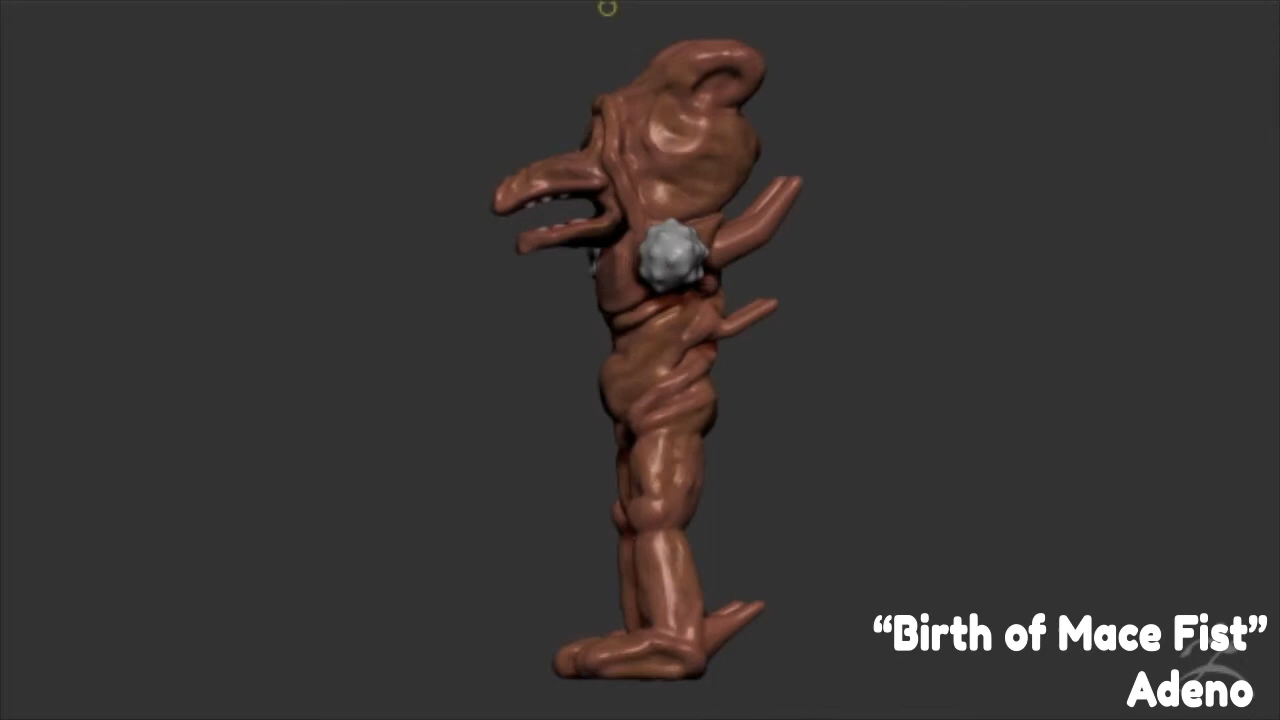 “Birth of Mace Fist”
Adeno